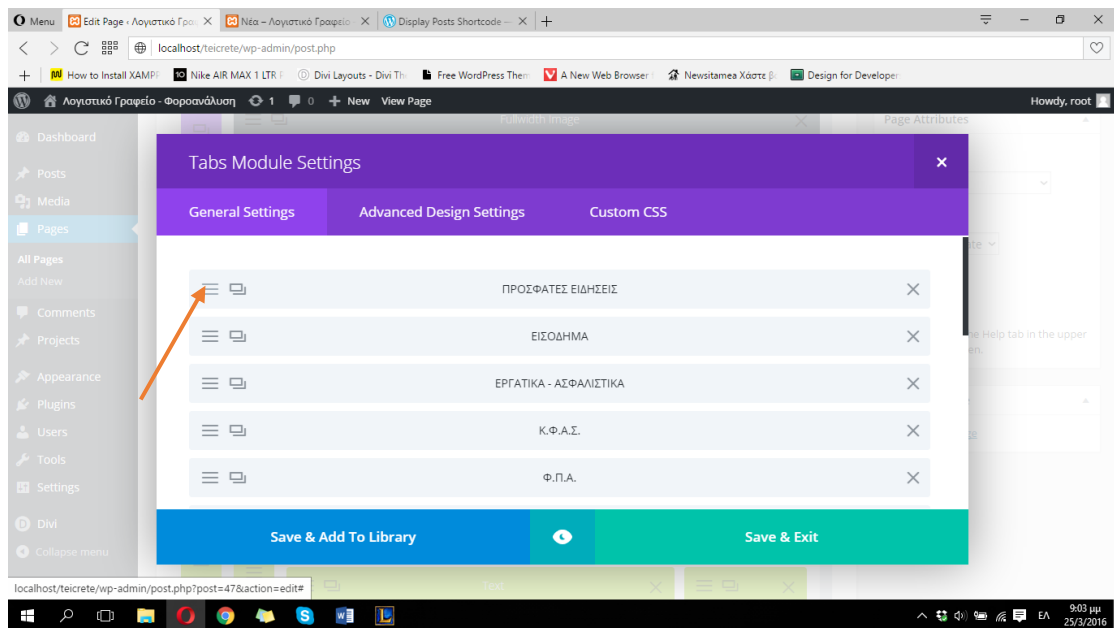 Menu
Edit Page ‹ Λογιστικό Γραφ
Νέα – Λογιστικό Γραφείο
Display Posts Shortcode —
localhost/teicrete/wp-admin/post.php
How to Install XAMPP
Nike AIR MAX 1 LTR
Divi Layouts - Divi Th
Free WordPress Them
A New Web Browser
Newsitamea Χάστε β
Design for Developer
Λογιστικό Γραφείο - Φοροανάλυση
1
0
New
View Page
Howdy, root
Dashboard
Posts
Media
Pages
All Pages
Add New
Comments
Projects
Appearance
Plugins
Users
Tools
Settings
Divi
Collapse menu
Fullwidth Image
Page Attributes
Tabs Module Settings
General Settings
Advanced Design Settings
Custom CSS
ΠΡΟΣΦΑΤΕΣ ΕΙΔΗΣΕΙΣ
ΕΙΣΟΔΗΜΑ
ΕΡΓΑΤΙΚΑ - ΑΣΦΑΛΙΣΤΙΚΑ
Κ.Φ.Α.Σ.
Φ.Π.Α.
Help tab in the upper
Save & Add To Library
Save & Exit
Text
localhost/teicrete/wp-admin/post.php?post=47&action=edit#
ΕΛ
9:03 μμ
25/3/2016